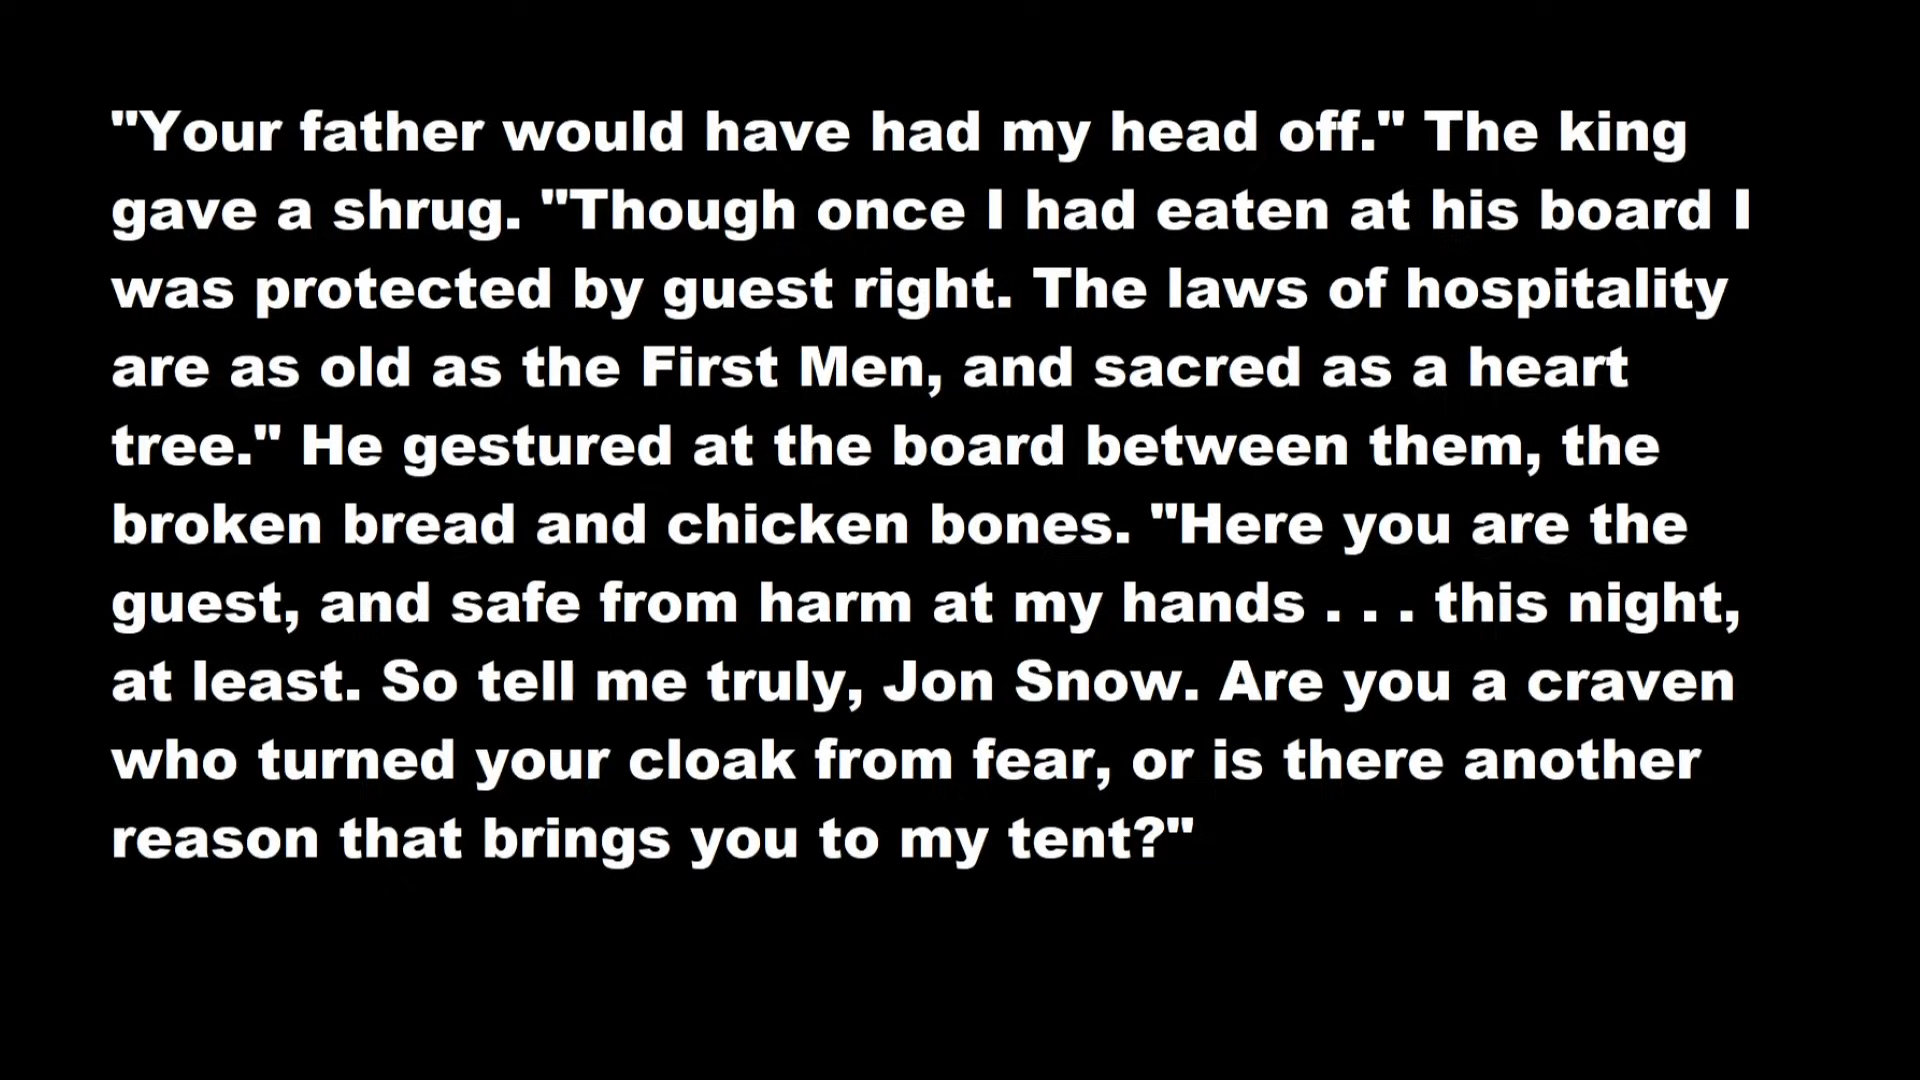 "Your father would have had my head off." The king
gave a shrug. "Though once I had eaten at his board I
was protected by guest right. The laws of hospitality
are as old as the First Men, and sacred as a heart
tree." He gestured at the board between them, the
broken bread and chicken bones. "Here you are the
guest, and safe from harm at my hands . . . this night,
at least. So tell me truly, Jon Snow. Are you a craven
who turned your cloak from fear, or is there another
reason that brings you to my tent?"